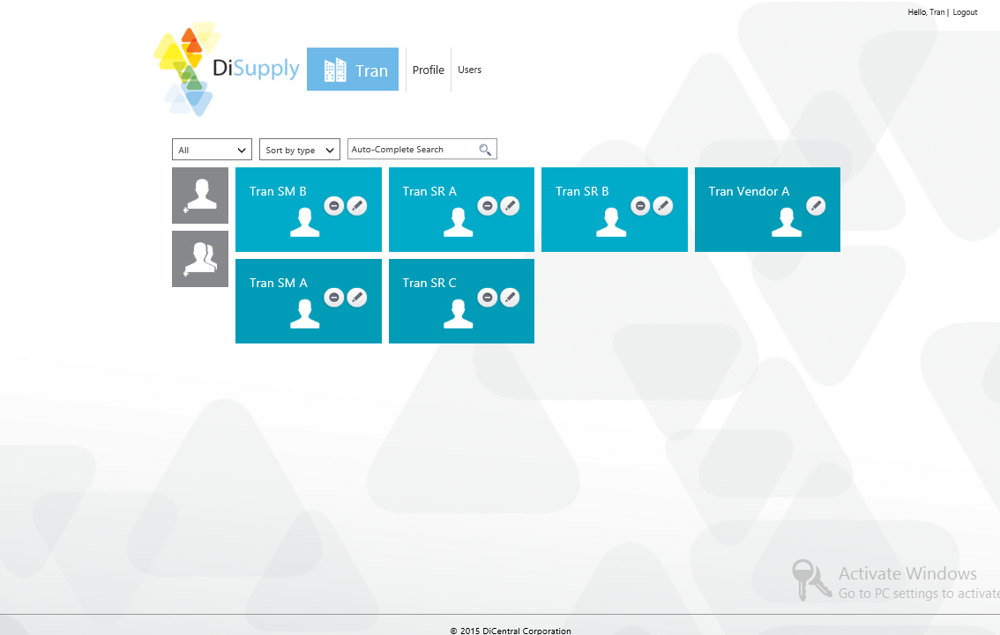 Hello, Tran | Logout
DiSupply
Tran
Profile
Users
All
Sort by type
Auto-Complete Search
Tran SM B
Tran SR A
Tran SR B
Tran Vendor A
Tran SM A
Tran SR C
Activate Windows
Go to PC settings to activate
© 2015 DiCentral Corporation